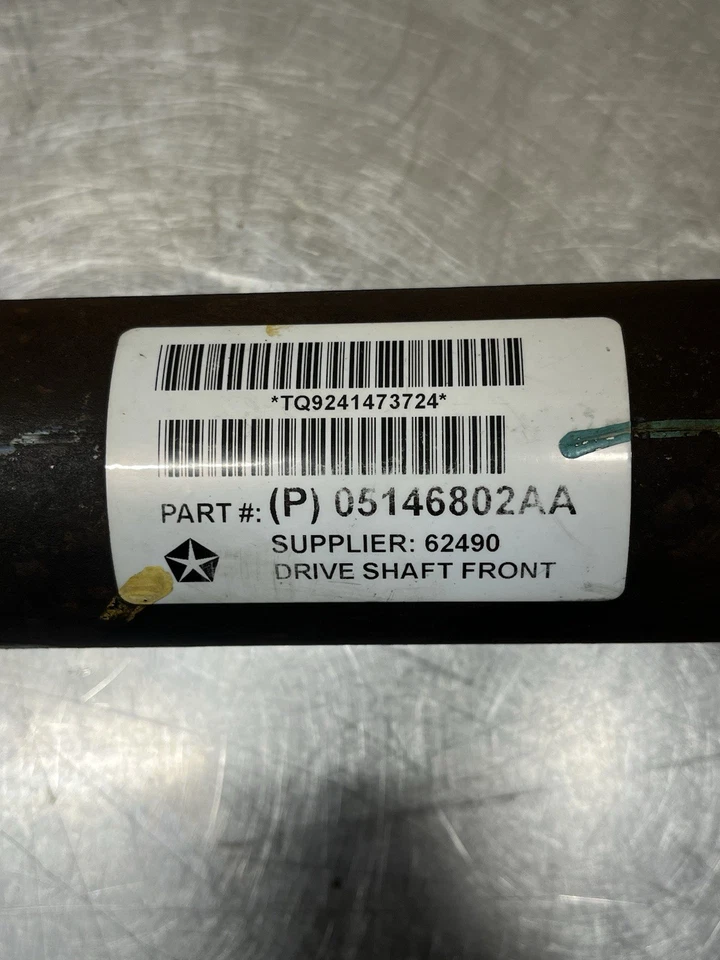 *TQ9241473724*
PART #: (P) 05146802AA
SUPPLIER: 62490
DRIVE SHAFT FRONT